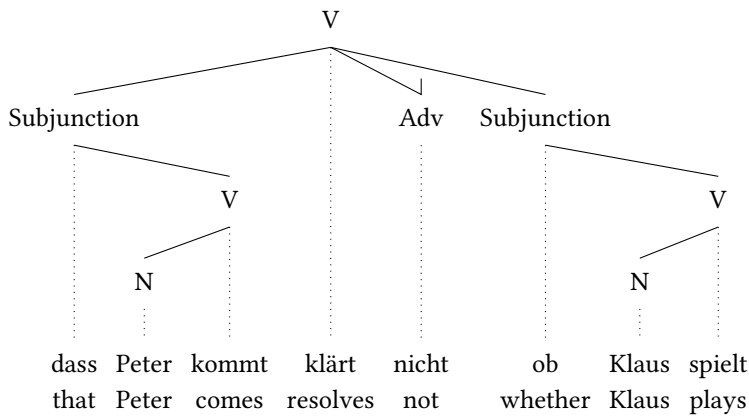 V
Subjunction Adv Subjunction
V V
N N
dass Peter kommt klärt nicht ob Klaus spielt
that Peter comes resolves not whether Klaus plays